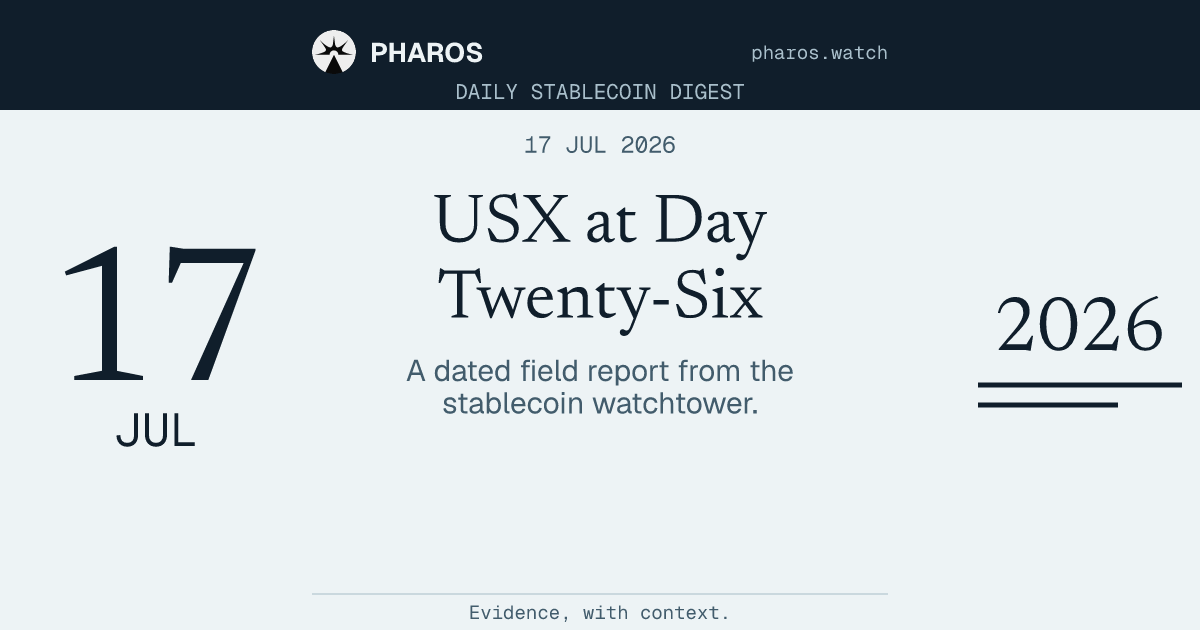 PHAROS
pharos.watch
DAILY STABLECOIN DIGEST
17 JUL 2026
USX at Day
Twenty-Six
A dated field report from the
stablecoin watchtower.
17
JUL
2026
Evidence, with context.